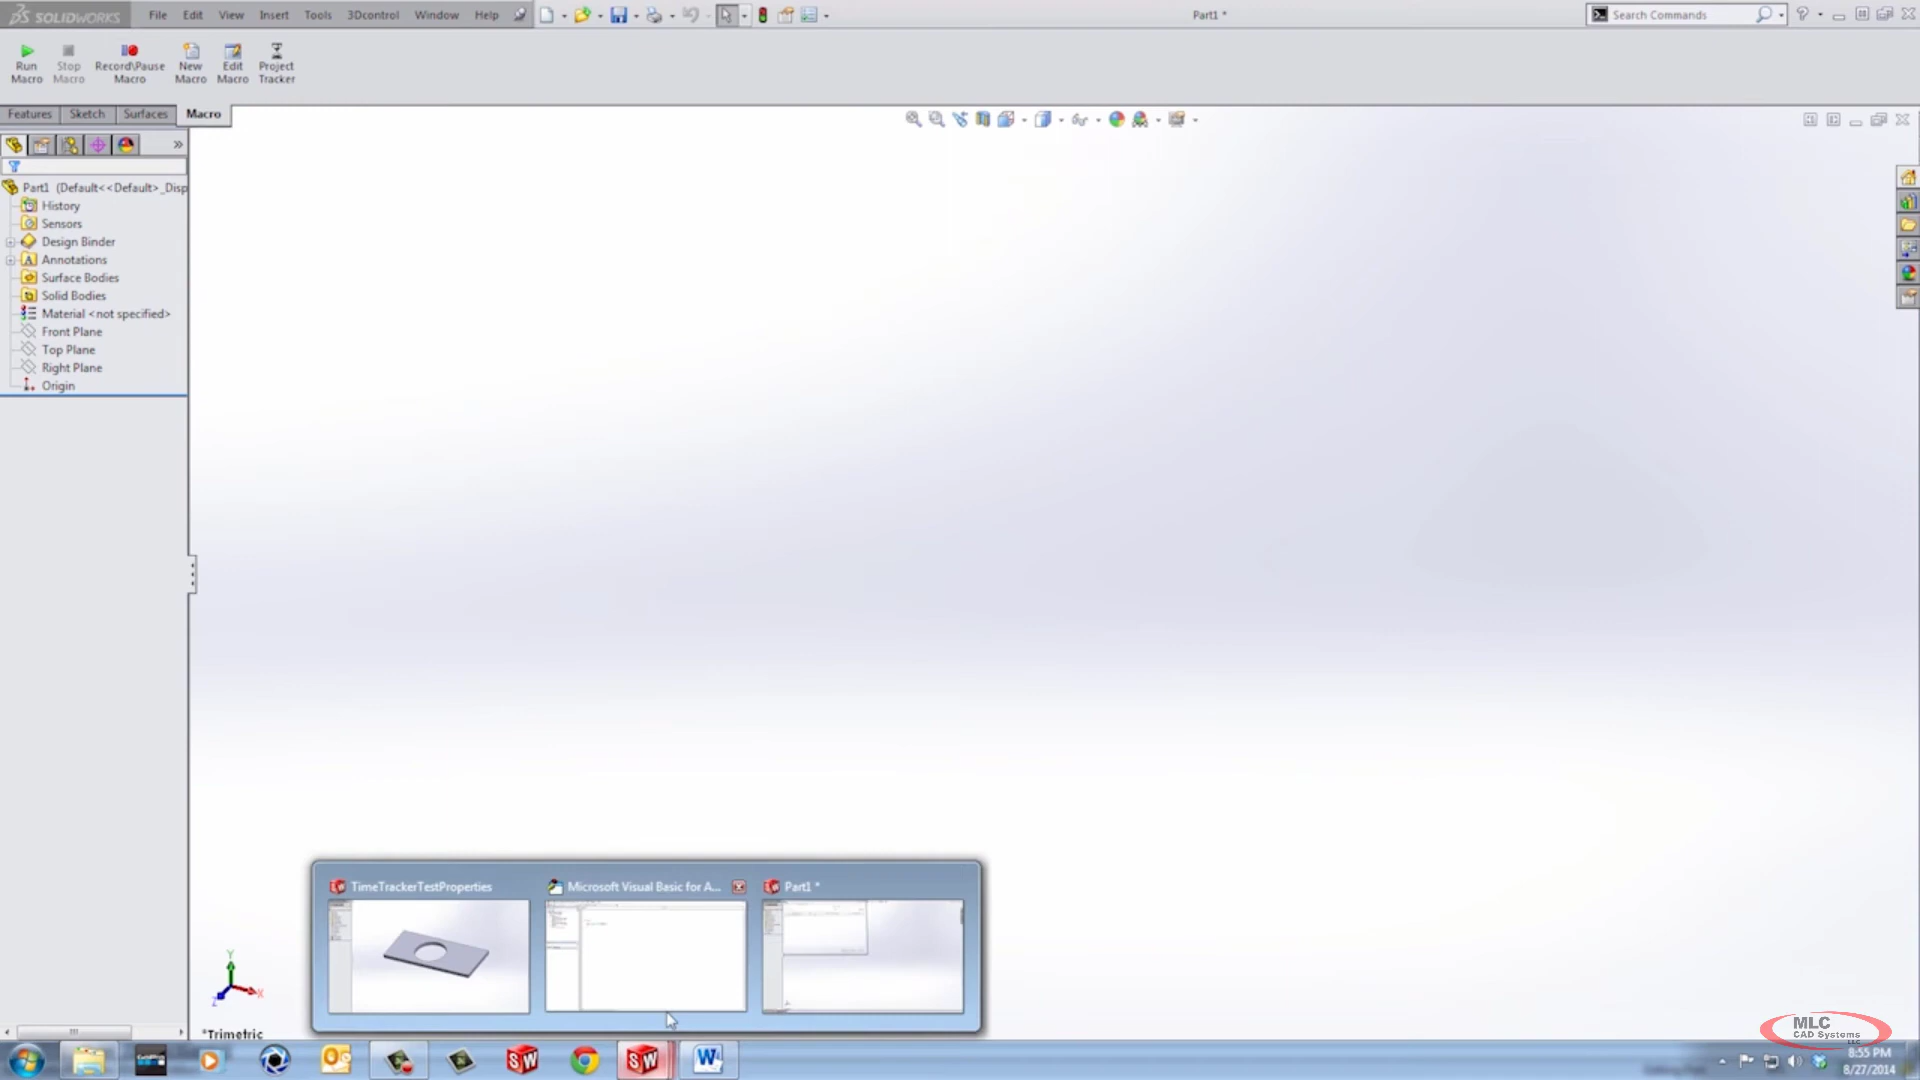 SOLIDWORKS File Edit View Insert Tools 3Dcontrol Window Help Part1 * Search Commands
Run Macro
Stop Macro
Record\Pause Macro
New Macro
Edit Macro
Project Tracker
Features Sketch Surfaces Macro
Part1 (Default<<Default>_Disp
History
Sensors
Design Binder
Annotations
Surface Bodies
Solid Bodies
Material <not specified>
Front Plane
Top Plane
Right Plane
Origin
TimeTrackerTestProperties Microsoft Visual Basic for A... Part1 *
Y
X
Z
*Trimetric
MLC
CAD Systems
LLC
8:55 PM
8/27/2014